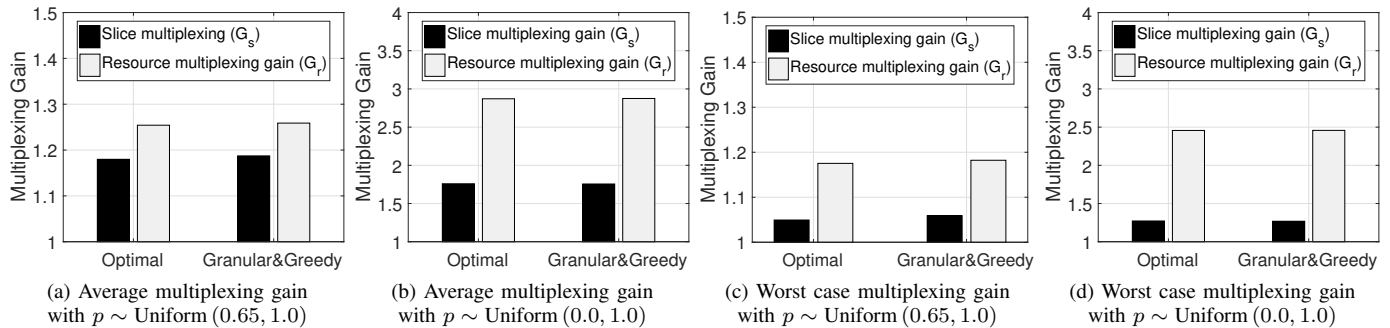 Multiplexing Gain
1.5
1.4
1.3
1.2
1.1
1
Slice multiplexing (G_s)
Resource multiplexing gain (G_r)
Optimal
Granular&Greedy
(a) Average multiplexing gain
with p ∼ Uniform (0.65, 1.0)
Multiplexing Gain
4
3.5
3
2.5
2
1.5
1
Slice multiplexing gain (G_s)
Resource multiplexing gain (G_r)
Optimal
Granular&Greedy
(b) Average multiplexing gain
with p ∼ Uniform (0.0, 1.0)
Multiplexing Gain
1.5
1.4
1.3
1.2
1.1
1
Slice multiplexing gain (G_s)
Resource multiplexing gain (G_r)
Optimal
Granular&Greedy
(c) Worst case multiplexing gain
with p ∼ Uniform (0.65, 1.0)
Multiplexing Gain
4
3.5
3
2.5
2
1.5
1
Slice multiplexing gain (G_s)
Resource multiplexing gain (G_r)
Optimal
Granular&Greedy
(d) Worst case multiplexing gain
with p ∼ Uniform (0.0, 1.0)